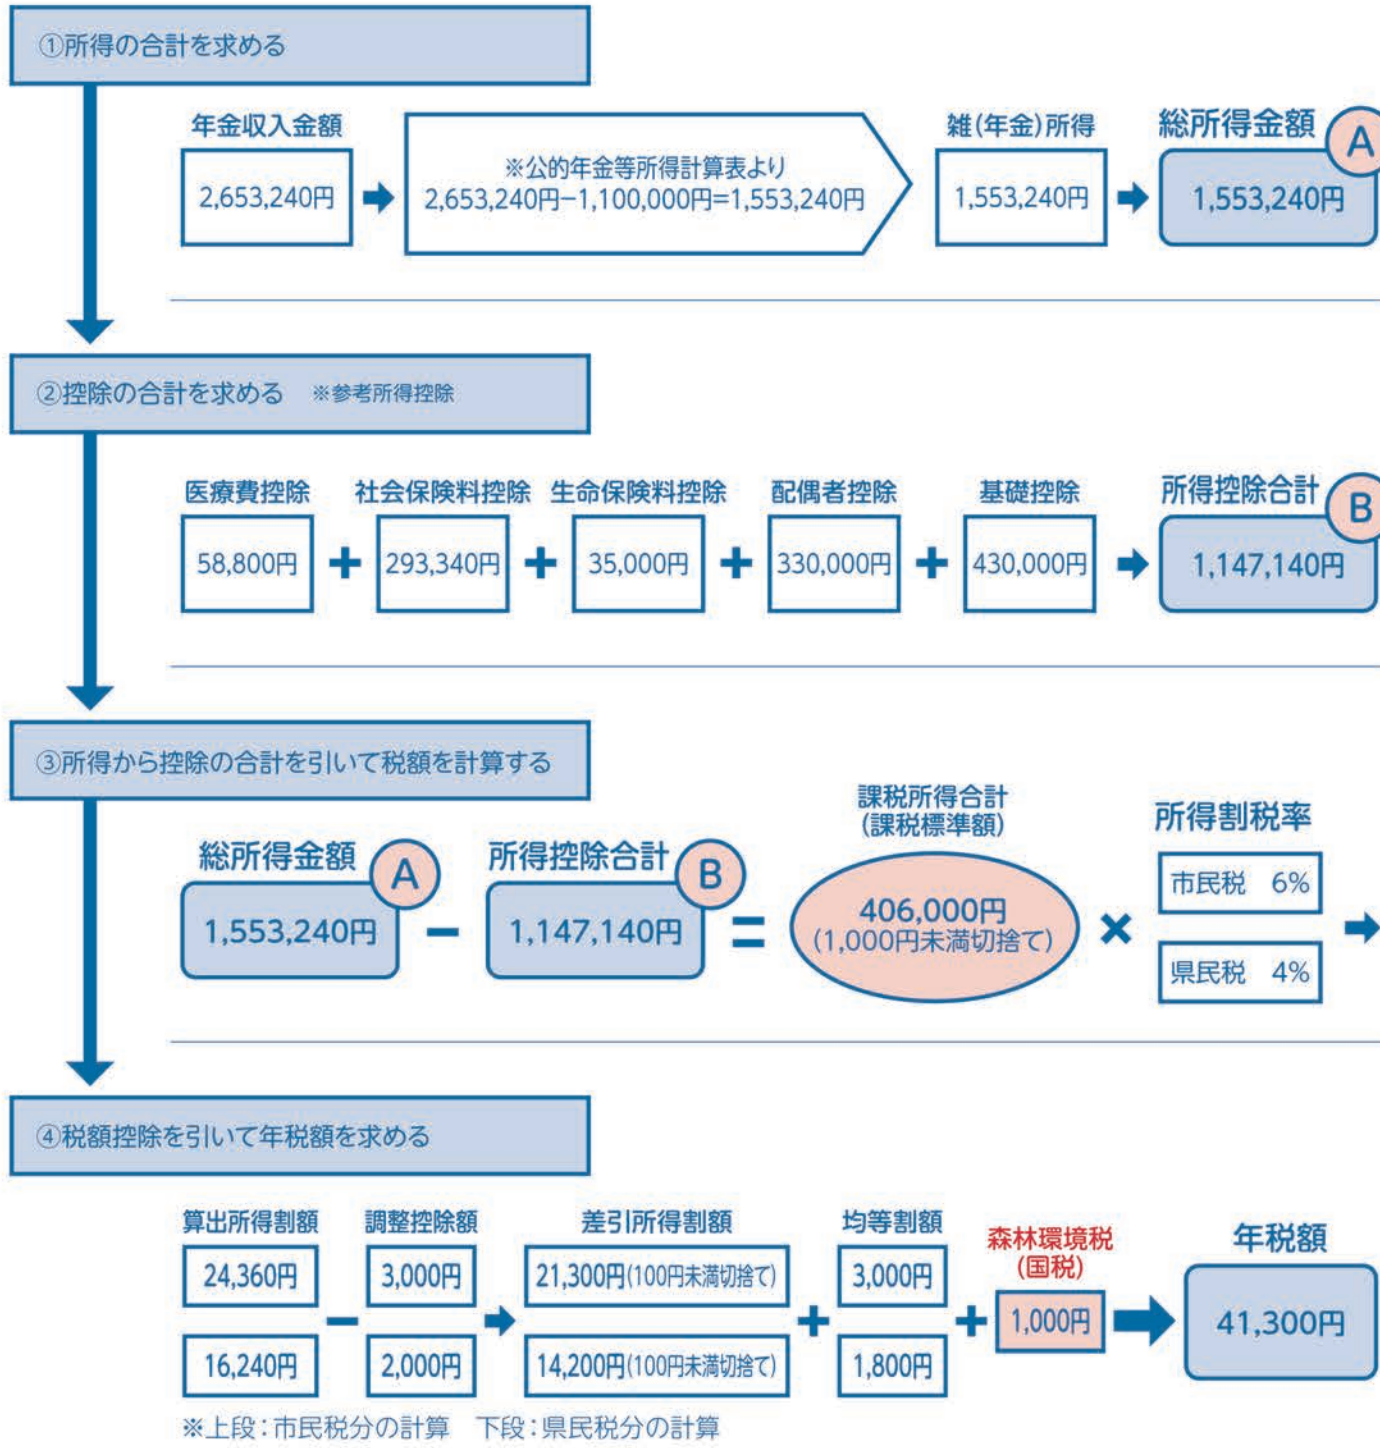 ①所得の合計を求める
年金収入金額
2,653,240円
※公的年金等所得計算表より
2,653,240円−1,100,000円=1,553,240円
雑(年金)所得
1,553,240円
総所得金額
A
1,553,240円
②控除の合計を求める ※参考所得控除
医療費控除
58,800円
+
社会保険料控除
293,340円
+
生命保険料控除
35,000円
+
配偶者控除
330,000円
+
基礎控除
430,000円
所得控除合計
B
1,147,140円
③所得から控除の合計を引いて税額を計算する
総所得金額
A
1,553,240円
−
所得控除合計
B
1,147,140円
=
課税所得合計
(課税標準額)
406,000円
(1,000円未満切捨て)
×
所得割税率
市民税 6%
県民税 4%
④税額控除を引いて年税額を求める
算出所得割額
24,360円
16,240円
−
調整控除額
3,000円
2,000円
差引所得割額
21,300円(100円未満切捨て)
14,200円(100円未満切捨て)
+
均等割額
3,000円
1,800円
+
森林環境税
(国税)
1,000円
年税額
41,300円
※上段:市民税分の計算 下段:県民税分の計算